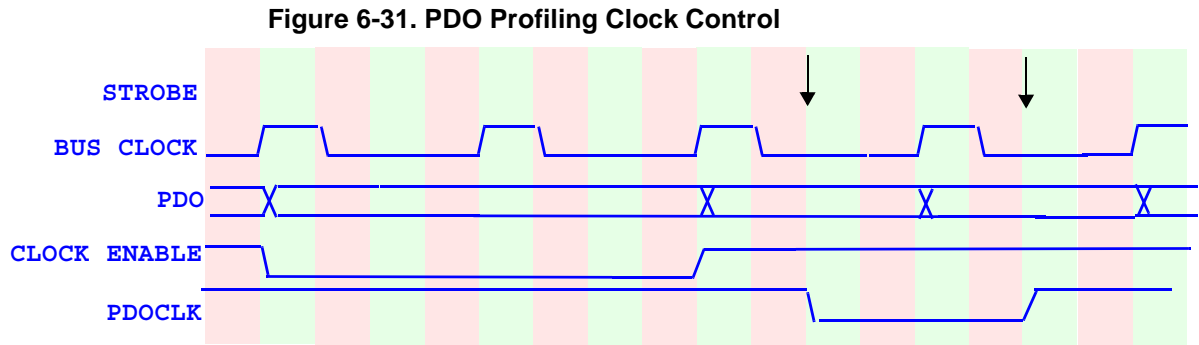 Figure 6-31. PDO Profiling Clock Control
STROBE
BUS CLOCK
PDO
CLOCK ENABLE
PDOCLK